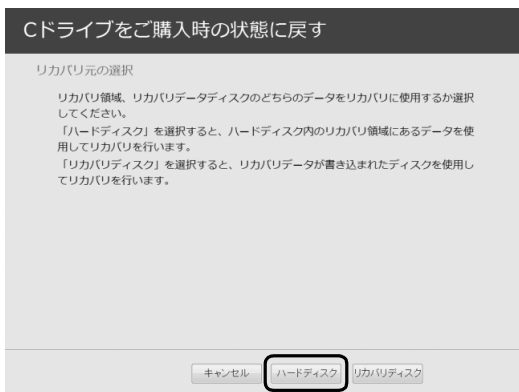 Cドライブをご購入時の状態に戻す
リカバリ元の選択
リカバリ領域、リカバリデータディスクのどちらのデータをリカバリに使用するか選択
してください。
「ハードディスク」を選択すると、ハードディスク内のリカバリ領域にあるデータを使
用してリカバリを行います。
「リカバリディスク」を選択すると、リカバリデータが書き込まれたディスクを使用し
てリカバリを行います。
キャンセル ハードディスク リカバリディスク